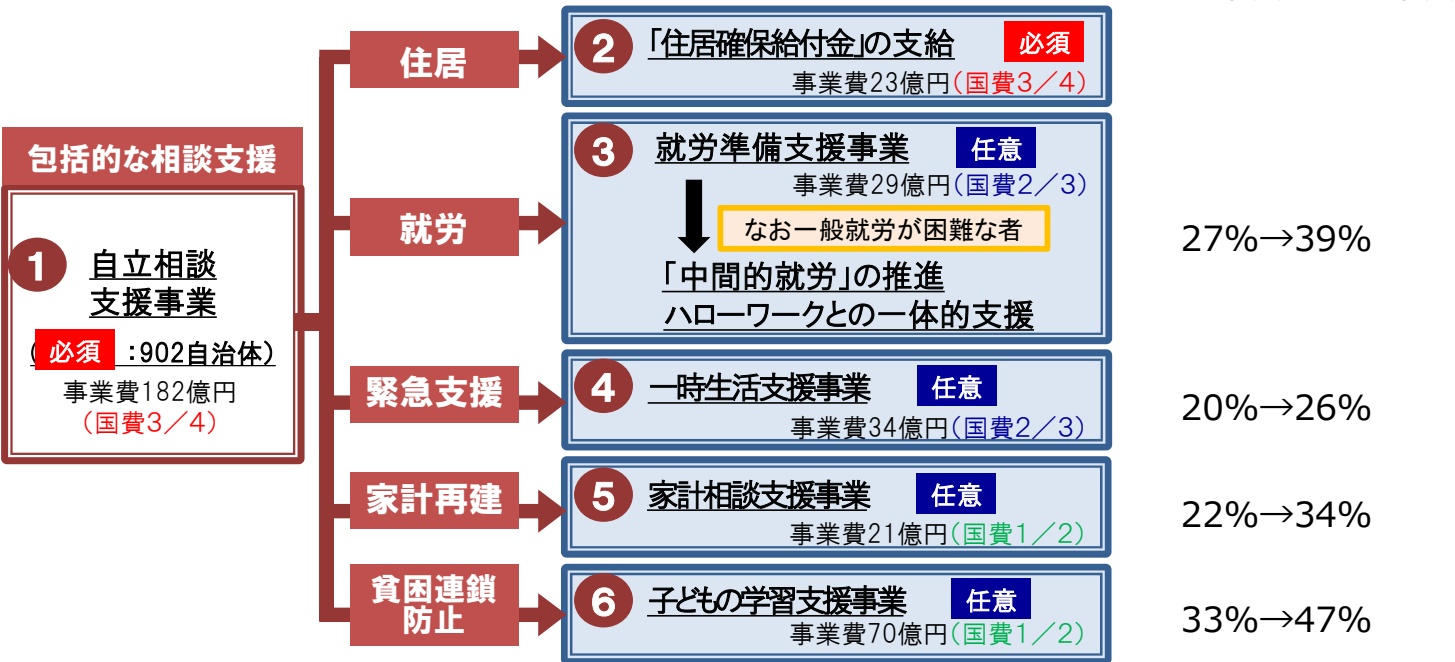 包括的な相談支援
1
自立相談
支援事業
(必須:902自治体)
事業費182億円
(国費3/4)
住居
2 「住居確保給付金」の支給 必須
事業費23億円(国費3/4)
就労
3 就労準備支援事業 任意
事業費29億円(国費2/3)
なお一般就労が困難な者
「中間的就労」の推進
ハローワークとの一体的支援
27%→39%
緊急支援
4 一時生活支援事業 任意
事業費34億円(国費2/3)
20%→26%
家計再建
5 家計相談支援事業 任意
事業費21億円(国費1/2)
22%→34%
貧困連鎖
防止
6 子どもの学習支援事業 任意
事業費70億円(国費1/2)
33%→47%